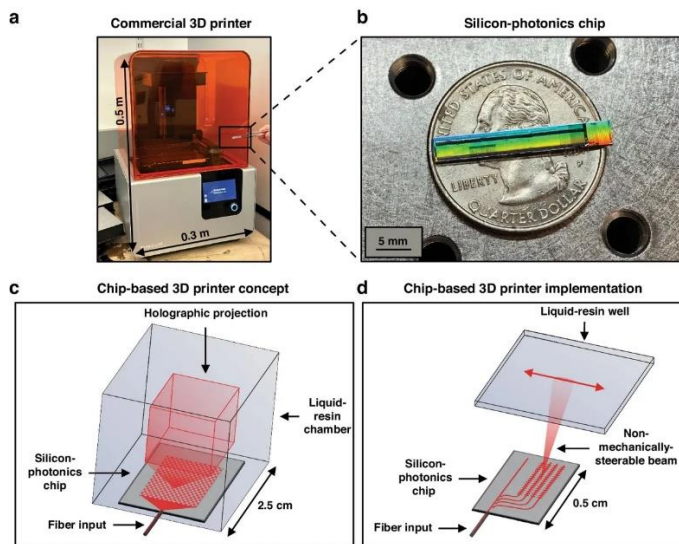 a
Commercial 3D printer
0.5 m
0.3 m
b
Silicon-photonics chip
UNITED STATES OF AMERICA
LIBERTY
P
QUARTER DOLLAR
5 mm
c
Chip-based 3D printer concept
Holographic projection
Liquid-
resin
chamber
Silicon-
photonics
chip
Fiber input
2.5 cm
d
Chip-based 3D printer implementation
Liquid-resin well
Non-
mechanically-
steerable beam
Silicon-
photonics
chip
Fiber input
0.5 cm